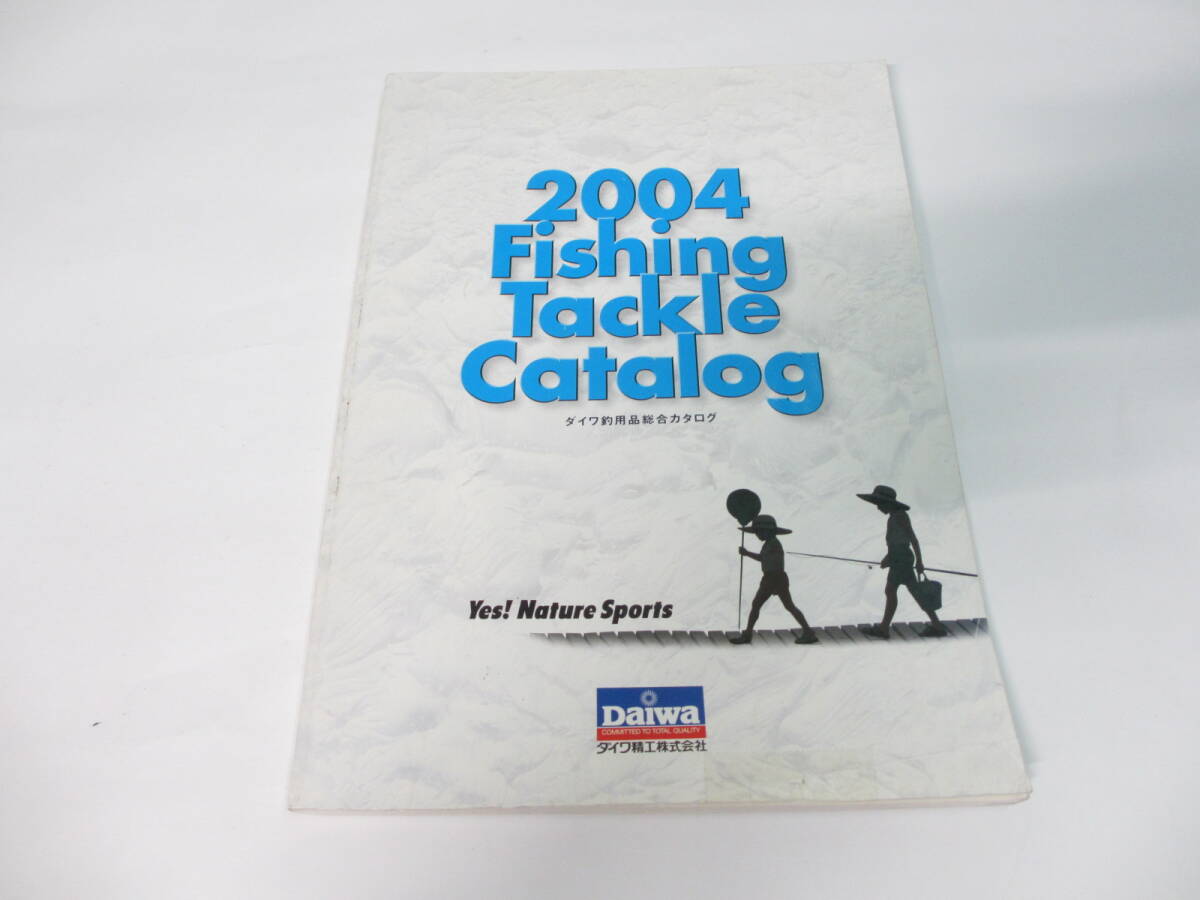 2004
Fishing
Tackle
Catalog
ダイワ釣用品総合カタログ
Yes! Nature Sports
Daiwa
COMMITTED TO TOTAL QUALITY
ダイワ精工株式会社